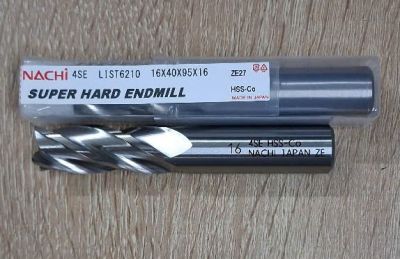 NACHi 4SE LIST6210 16X40X95X16 ZE27
SUPER HARD ENDMILL HSS-Co
MADE IN JAPAN
16 4SE HSS-Co
NACHI JAPAN ZE